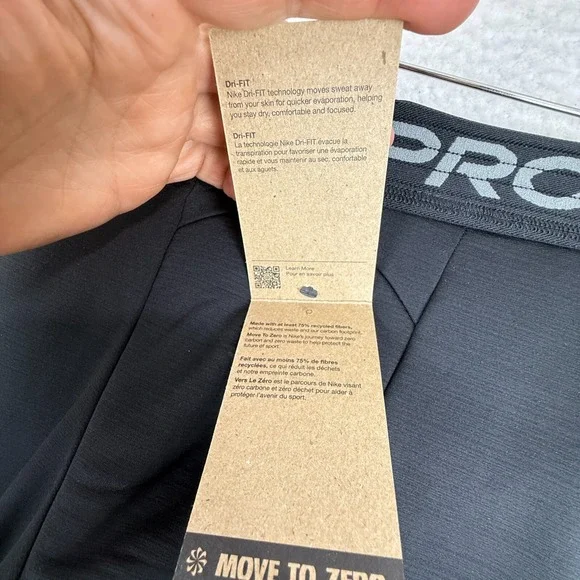 Dri-FIT
Nike Dri-FIT technology moves sweat away
from your skin for quicker evaporation, helping
you stay dry, comfortable and focused.
Dri-FIT
La technologie Nike Dri-FIT évacue la
transpiration pour favoriser une évaporation
rapide et vous maintenir au sec, confortable
et aux aguets.
Learn More
Pour en savoir plus
Made with at least 75% recycled fibers,
which reduces waste and our carbon footprint.
Move To Zero is Nike's journey toward zero
carbon and zero waste to help protect the
future of sport.
Fait avec au moins 75% de fibres
recyclées, ce qui réduit les déchets
et notre empreinte carbone.
Vers Le Zéro est le parcours de Nike visant
zéro carbone et zéro déchet pour aider à
protéger l'avenir du sport.
MOVE TO ZERO
PRO